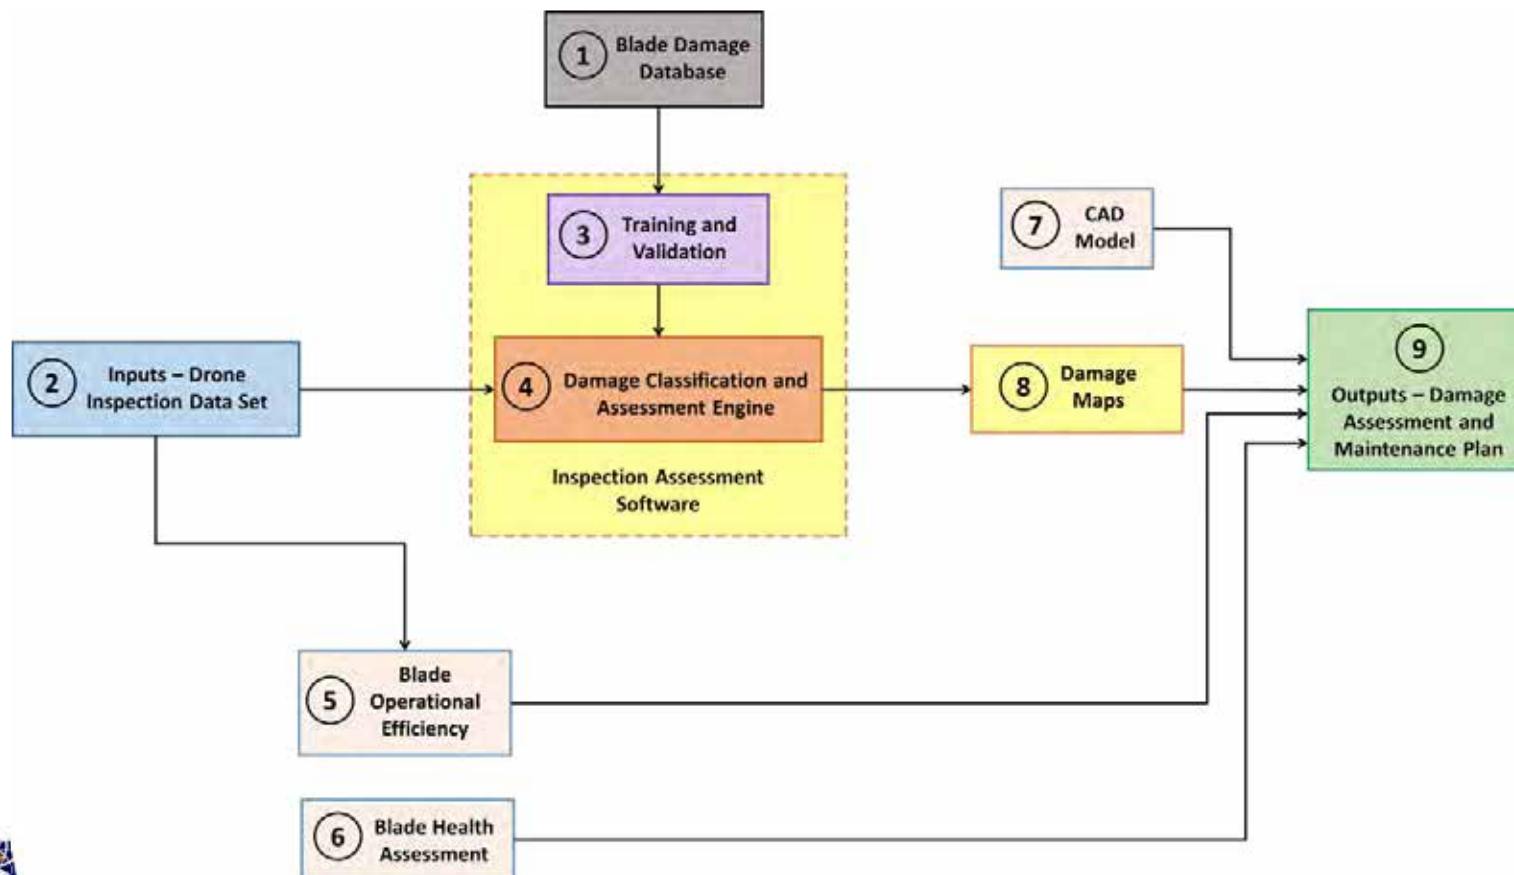 1
Blade Damage
Database
3
Training and
Validation
7
CAD
Model
2
Inputs – Drone
Inspection Data Set
4
Damage Classification and
Assessment Engine
8
Damage
Maps
9
Outputs – Damage
Assessment and
Maintenance Plan
Inspection Assessment
Software
5
Blade
Operational
Efficiency
6
Blade Health
Assessment